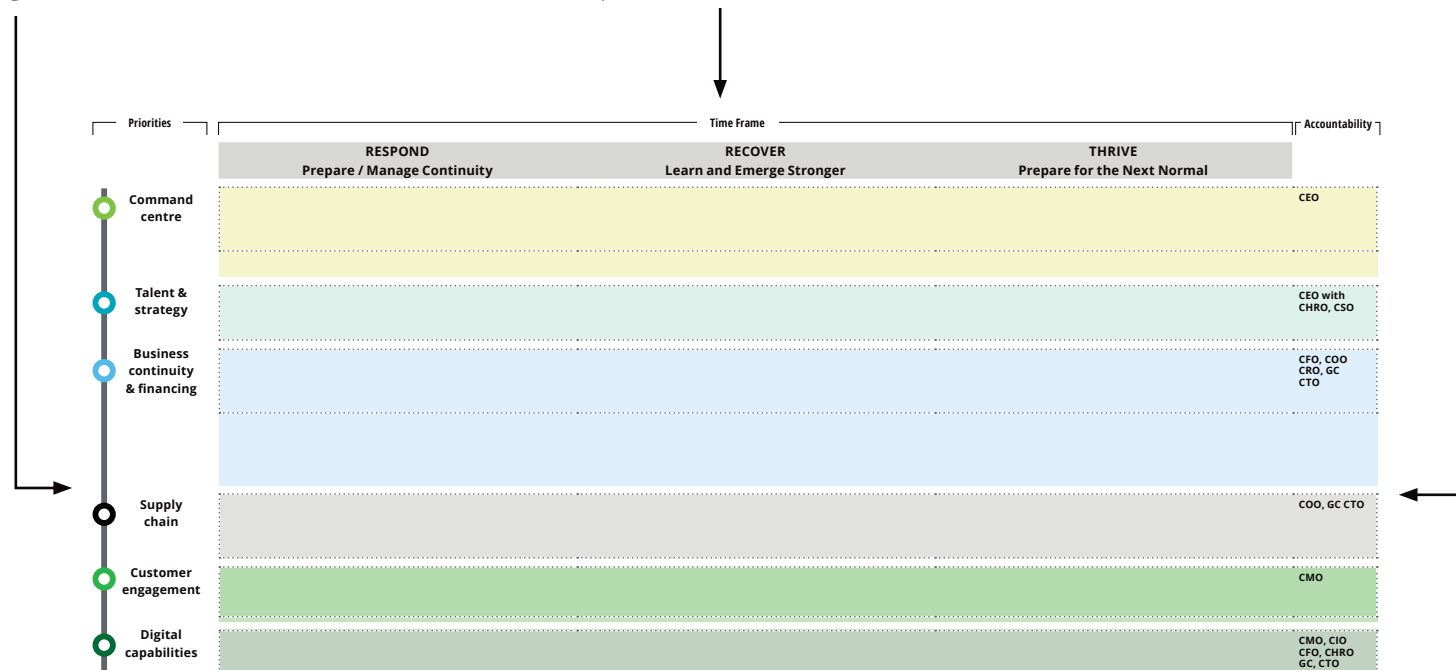 Priorities
Time Frame
Accountability
RESPOND
Prepare / Manage Continuity
RECOVER
Learn and Emerge Stronger
THRIVE
Prepare for the Next Normal
Command
centre
CEO
Talent &
strategy
CEO with
CHRO, CSO
Business
continuity
& financing
CFO, COO
CRO, GC
CTO
Supply
chain
COO, GC CTO
Customer
engagement
CMO
Digital
capabilities
CMO, CIO
CFO, CHRO
GC, CTO